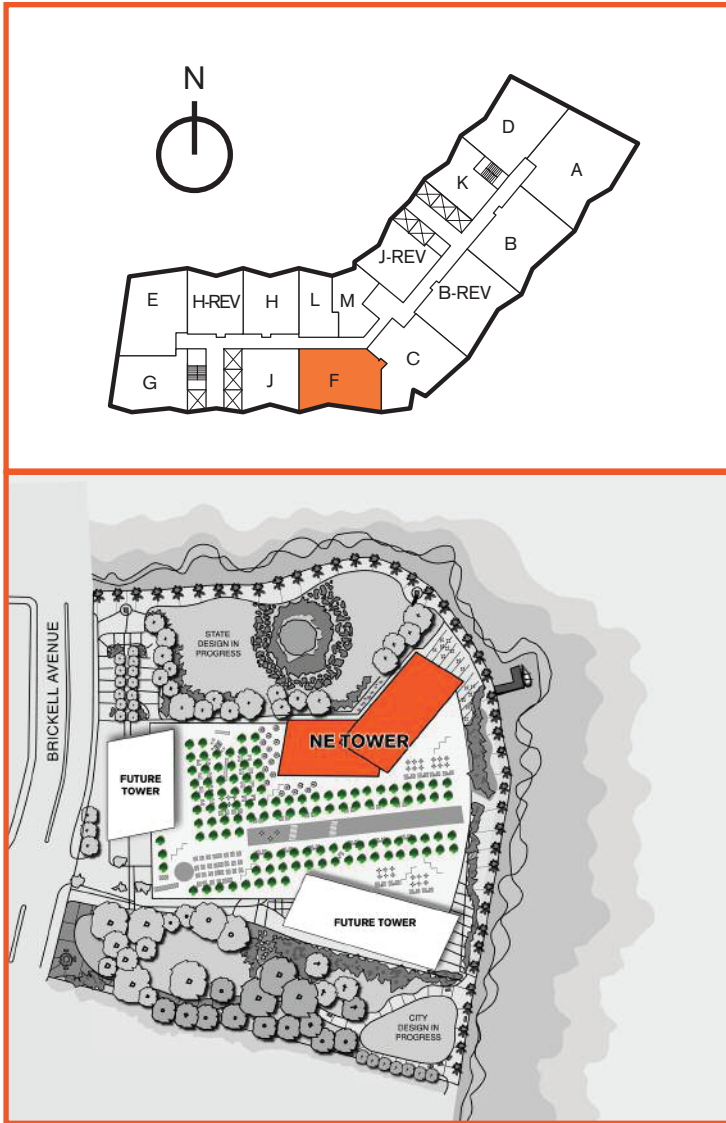 N
D
A
K
B
J-REV
B-REV
E
H-REV
H
L
M
C
G
J
F
STATE
DESIGN IN
PROGRESS
BRICKELL AVENUE
NE TOWER
FUTURE
TOWER
FUTURE TOWER
CITY
DESIGN IN
PROGRESS